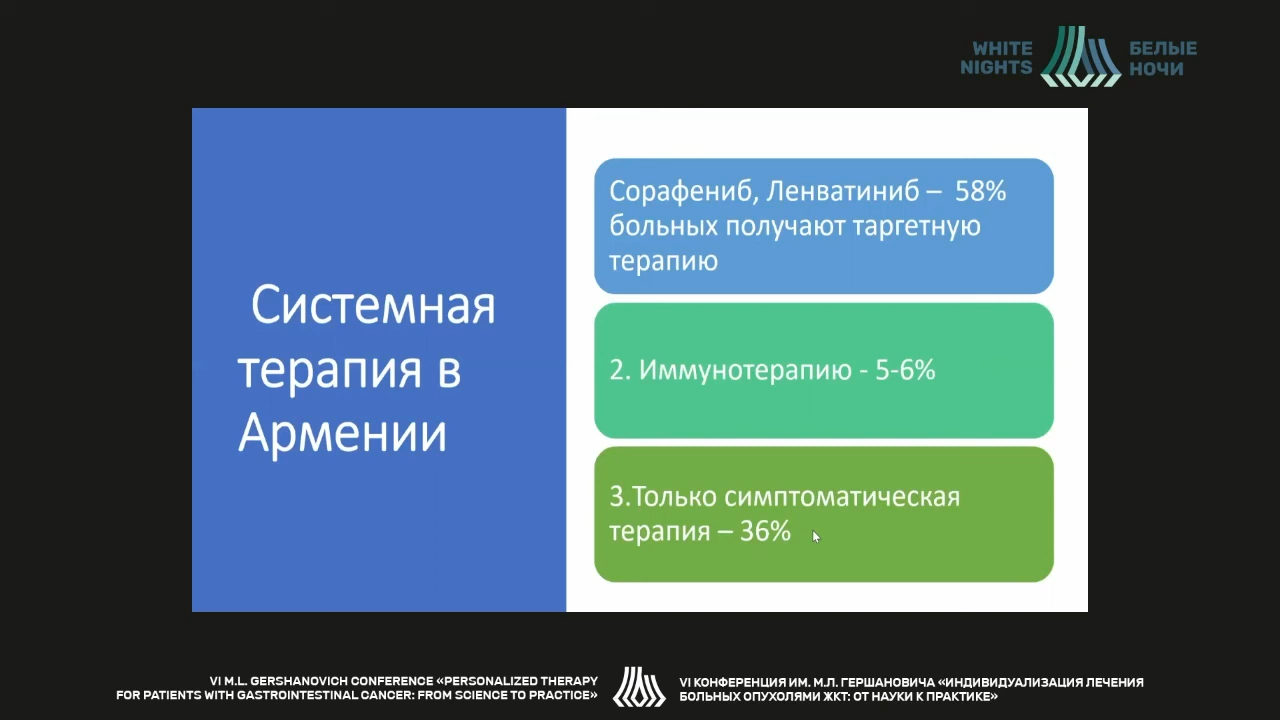 WHITE
NIGHTS
БЕЛЫЕ
НОЧИ
Системная
терапия в
Армении
Сорафениб, Ленватиниб – 58%
больных получают таргетную
терапию
2. Иммунотерапию - 5-6%
3.Только симптоматическая
терапия – 36%
VI M.L. GERSHANOVICH CONFERENCE «PERSONALIZED THERAPY
FOR PATIENTS WITH GASTROINTESTINAL CANCER: FROM SCIENCE TO PRACTICE»
VI КОНФЕРЕНЦИЯ ИМ. М.Л. ГЕРШАНОВИЧА «ИНДИВИДУАЛИЗАЦИЯ ЛЕЧЕНИЯ
БОЛЬНЫХ ОПУХОЛЯМИ ЖКТ: ОТ НАУКИ К ПРАКТИКЕ»